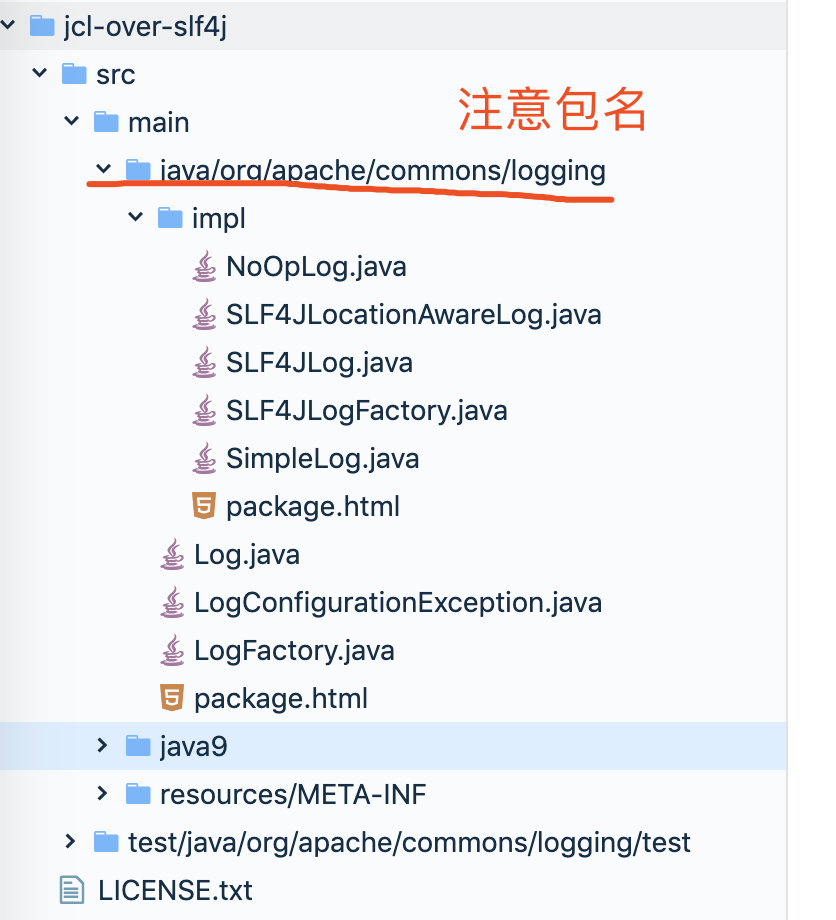 jcl-over-slf4j
src
main
注意包名
java/org/apache/commons/logging
impl
NoOpLog.java
SLF4JLocationAwareLog.java
SLF4JLog.java
SLF4JLogFactory.java
SimpleLog.java
package.html
Log.java
LogConfigurationException.java
LogFactory.java
package.html
java9
resources/META-INF
test/java/org/apache/commons/logging/test
LICENSE.txt